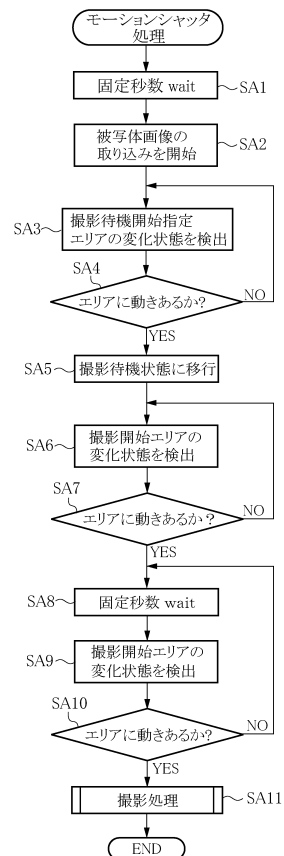 モーションシャッタ
処理
固定秒数 wait
SA1
被写体画像の
取り込みを開始
SA2
SA3
撮影待機開始指定
エリアの変化状態を検出
SA4
エリアに動きあるか?
NO
YES
SA5
撮影待機状態に移行
SA6
撮影開始エリアの
変化状態を検出
SA7
エリアに動きあるか?
NO
YES
SA8
固定秒数 wait
SA9
撮影開始エリアの
変化状態を検出
SA10
エリアに動きあるか?
NO
YES
撮影処理
SA11
END